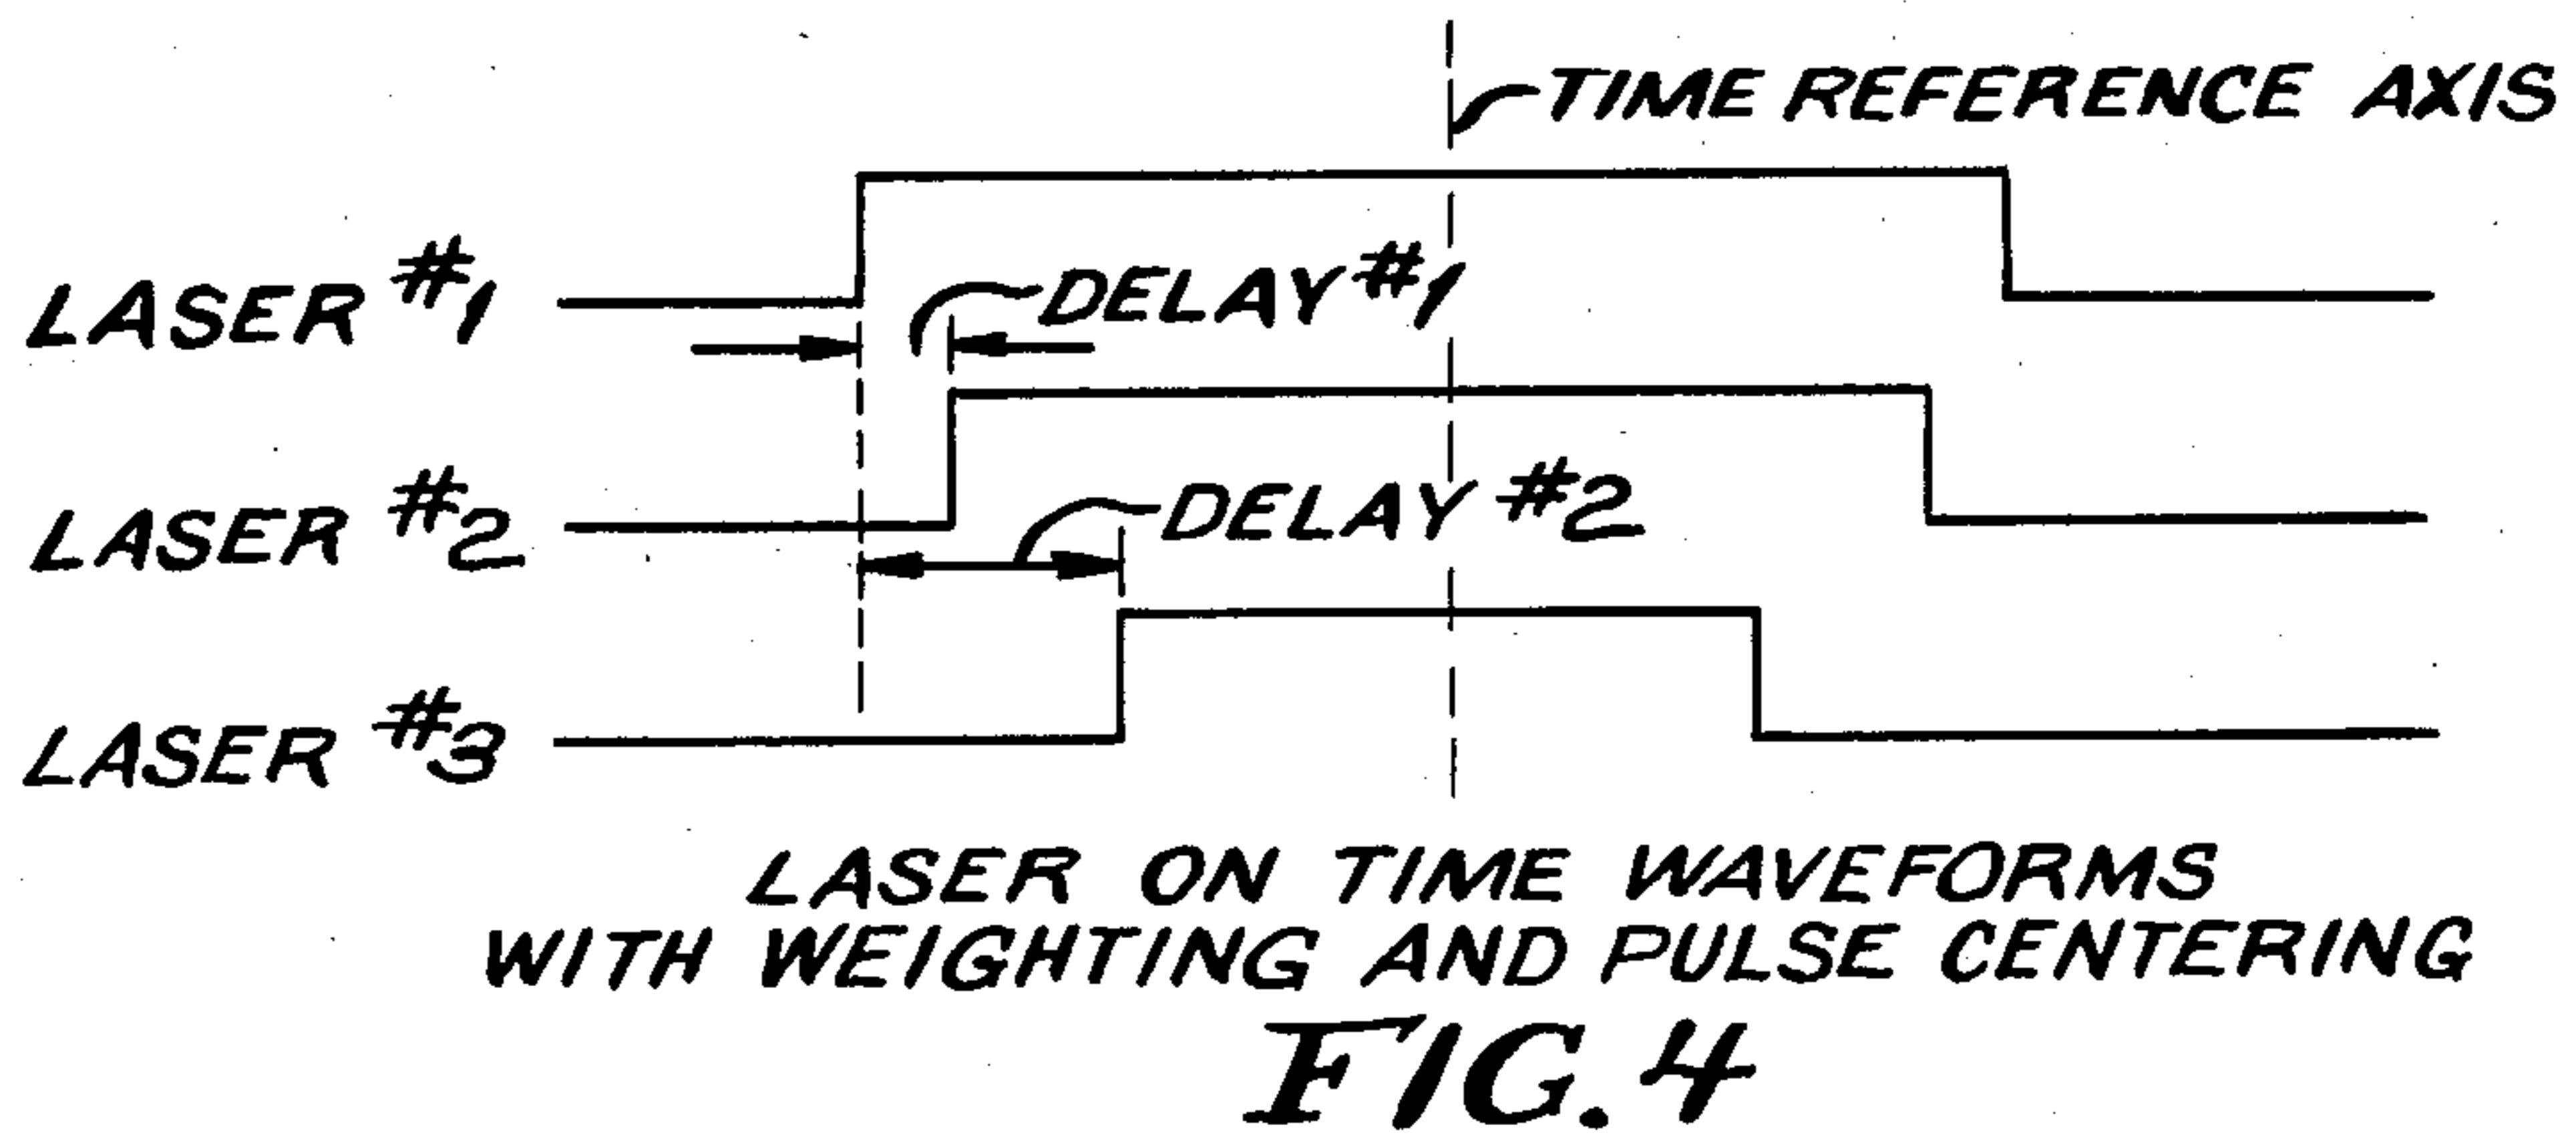 TIME REFERENCE AXIS
LASER #1
DELAY #1
LASER #2
DELAY #2
LASER #3
LASER ON TIME WAVEFORMS
WITH WEIGHTING AND PULSE CENTERING
FIG. 4